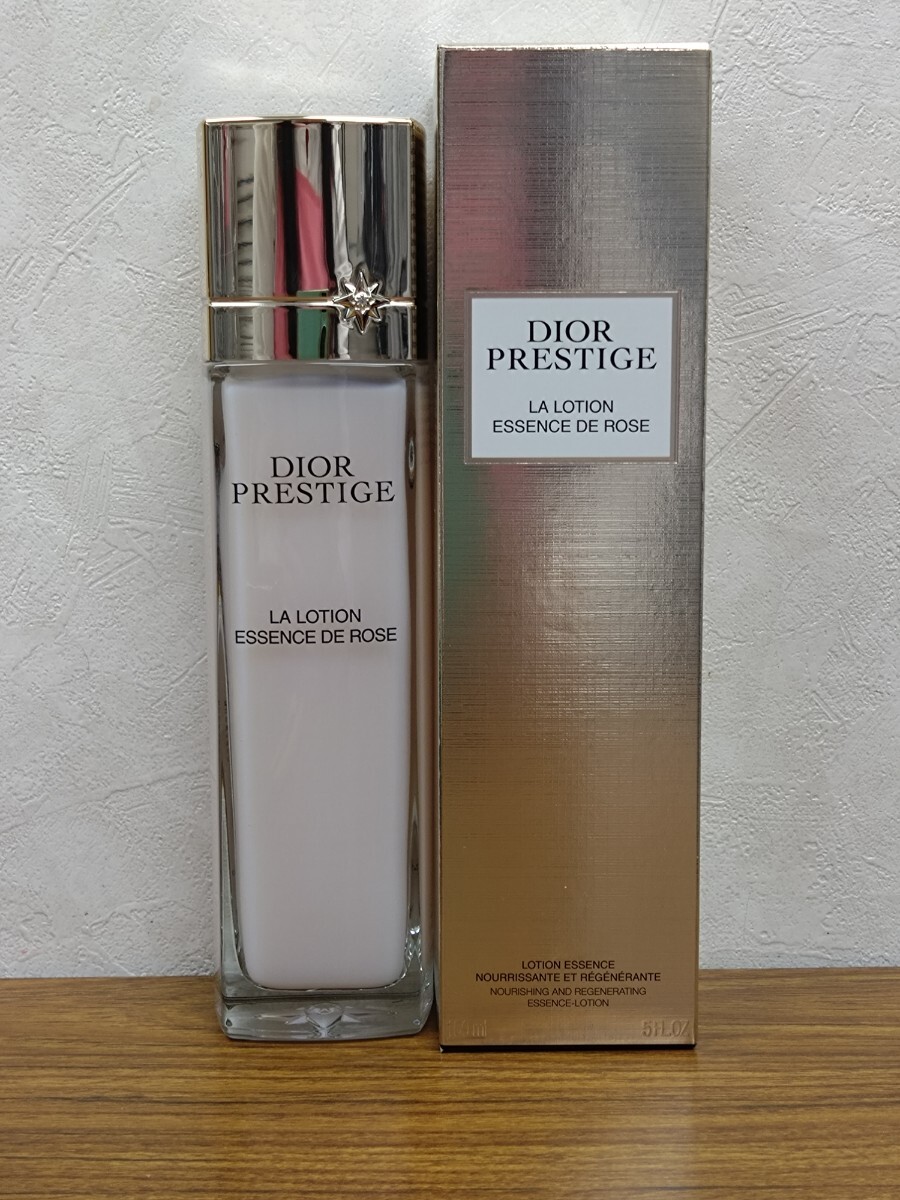 DIOR
PRESTIGE
LA LOTION
ESSENCE DE ROSE
DIOR
PRESTIGE
LA LOTION
ESSENCE DE ROSE
LOTION ESSENCE
NOURRISSANTE ET RÉGÉNÉRANTE
NOURISHING AND REGENERATING
ESSENCE-LOTION
5 FL.OZ